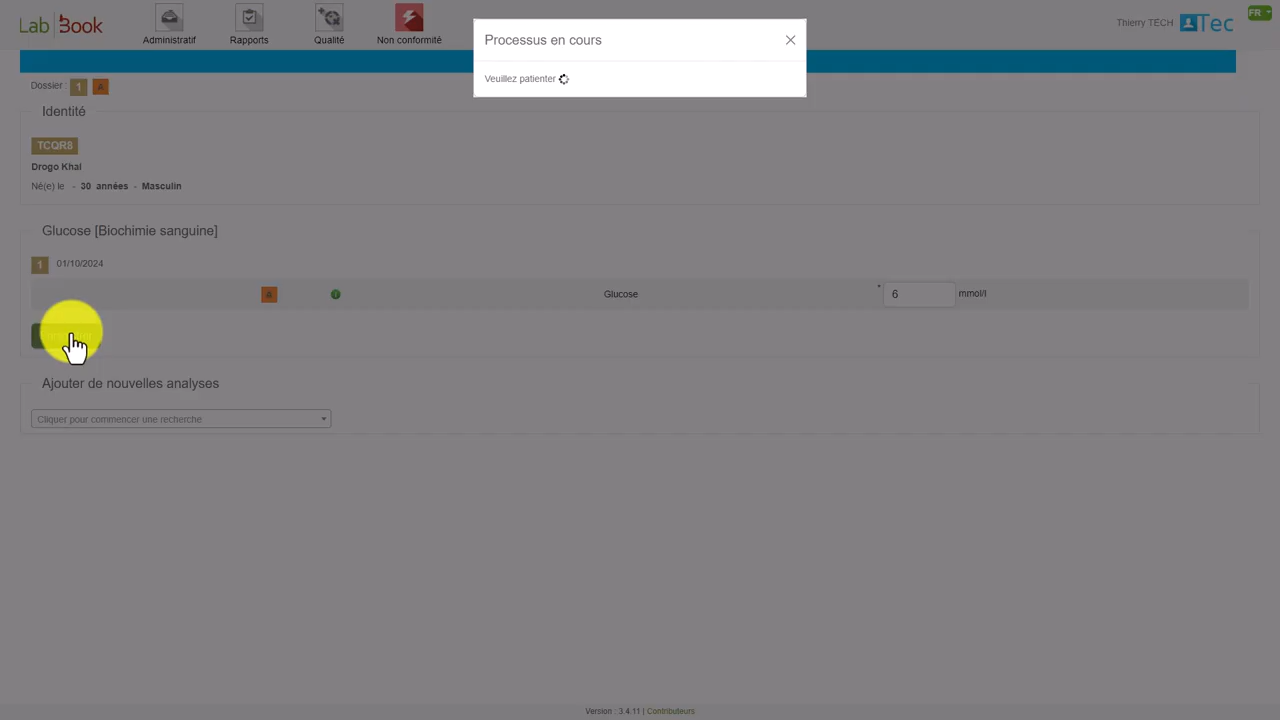 Lab Book
Administratif
Rapports
Qualité
Non conformité
Thierry TECH
Tec
FR
Processus en cours
Veuillez patienter
Dossier : 1 A
Identité
TCQR8
Drogo Khal
Né(e) le - 30 années - Masculin
Glucose [Biochimie sanguine]
1 01/10/2024
A Glucose * 6 mmol/l
Ajouter de nouvelles analyses
Cliquer pour commencer une recherche
Version : 3.4.11 | Contributeurs